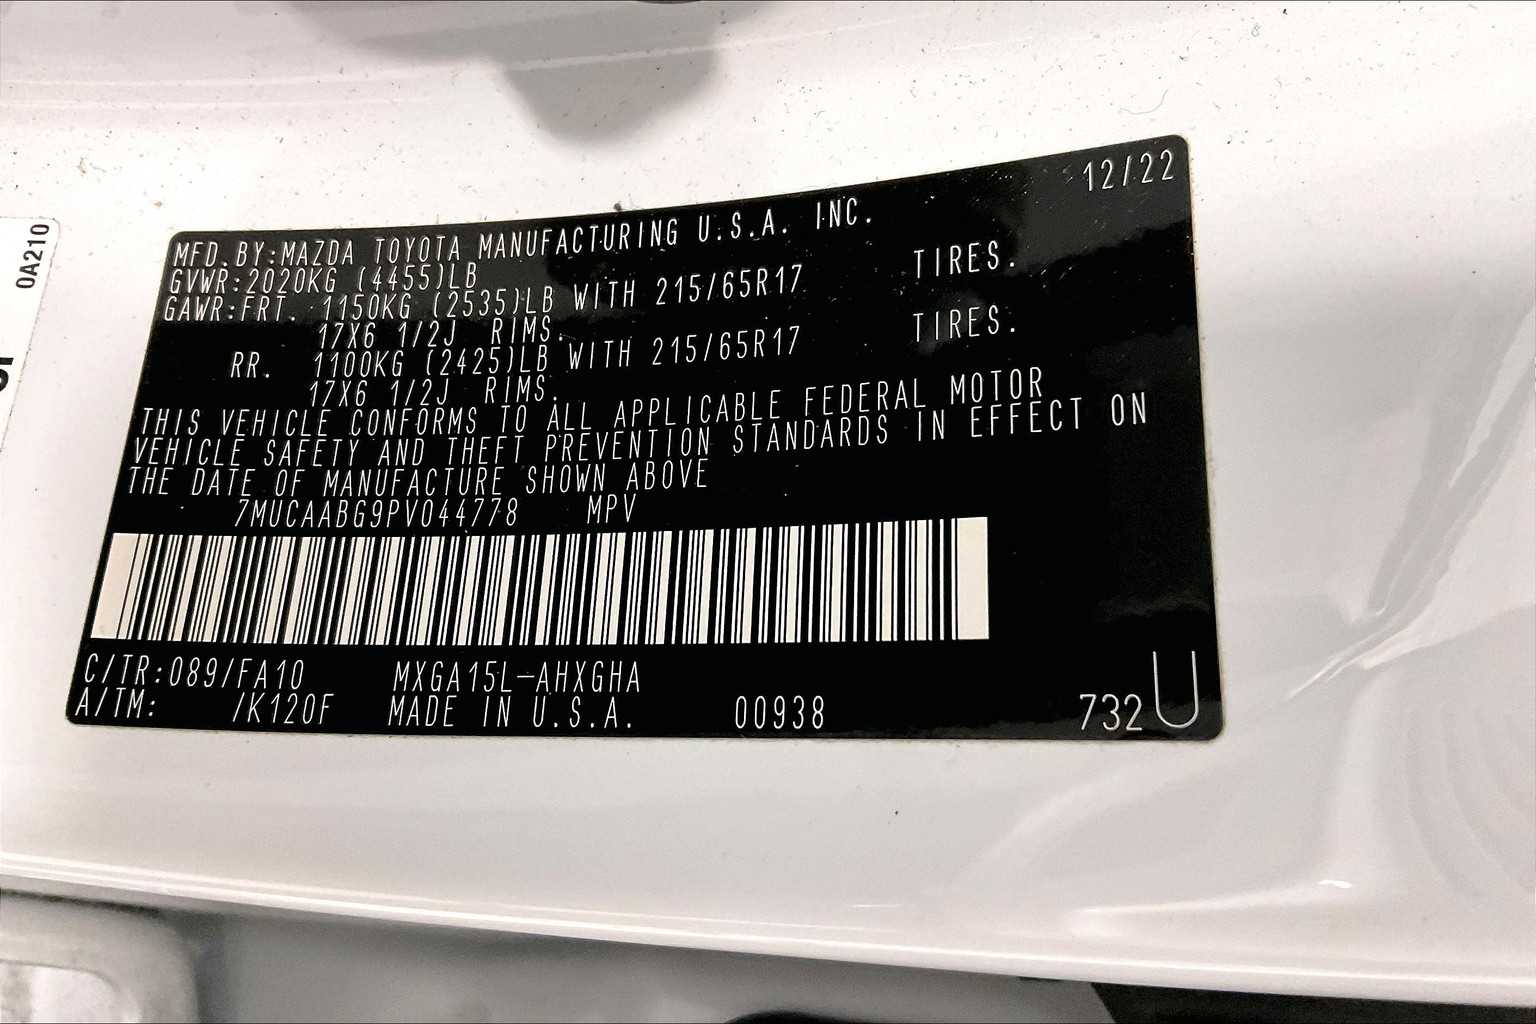 12/22
MFD.BY:MAZDA TOYOTA MANUFACTURING U.S.A. INC.
GVWR:2020KG (4455)LB
GAWR:FRT. 1150KG (2535)LB WITH 215/65R17 TIRES.
17X6 1/2J RIMS.
RR. 1100KG (2425)LB WITH 215/65R17 TIRES.
17X6 1/2J RIMS.
THIS VEHICLE CONFORMS TO ALL APPLICABLE FEDERAL MOTOR
VEHICLE SAFETY AND THEFT PREVENTION STANDARDS IN EFFECT ON
THE DATE OF MANUFACTURE SHOWN ABOVE
7MUCAABG9PV044778 MPV
C/TR:089/FA10 MXGA15L-AHXGHA
A/TM: /K120F MADE IN U.S.A. 00938 732U
0A210